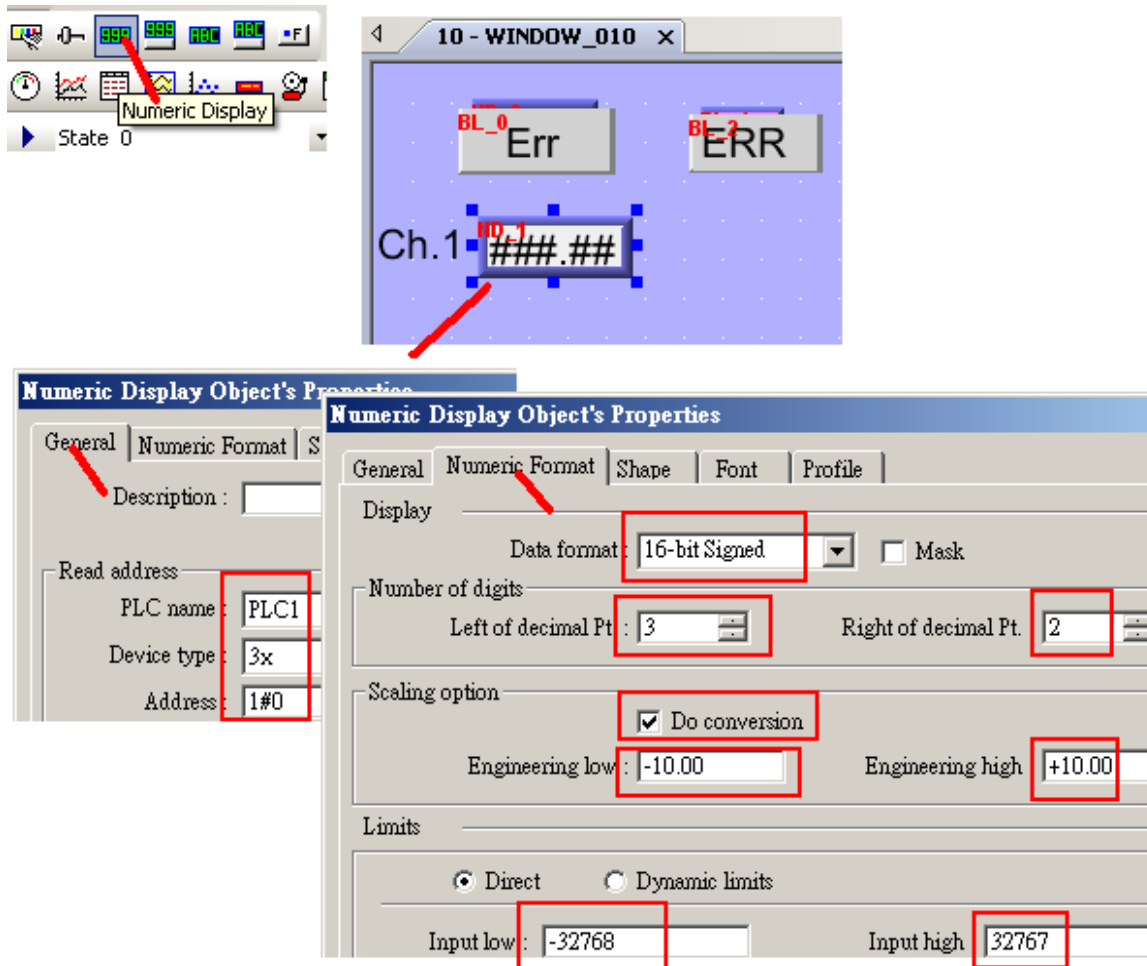 999 999 ABC ABC F
Numeric Display
State 0
10 - WINDOW_010 ×
BL_0
Err
BL_2
ERR
Ch.1
ND_1
###.##
Numeric Display Object's Properties
General Numeric Format S
Description :
Read address
PLC name : PLC1
Device type : 3x
Address : 1#0
Numeric Display Object's Properties
General Numeric Format Shape Font Profile
Display
Data format : 16-bit Signed Mask
Number of digits
Left of decimal Pt. : 3 Right of decimal Pt. 2
Scaling option
Do conversion
Engineering low : -10.00 Engineering high +10.00
Limits
Direct Dynamic limits
Input low : -32768 Input high 32767